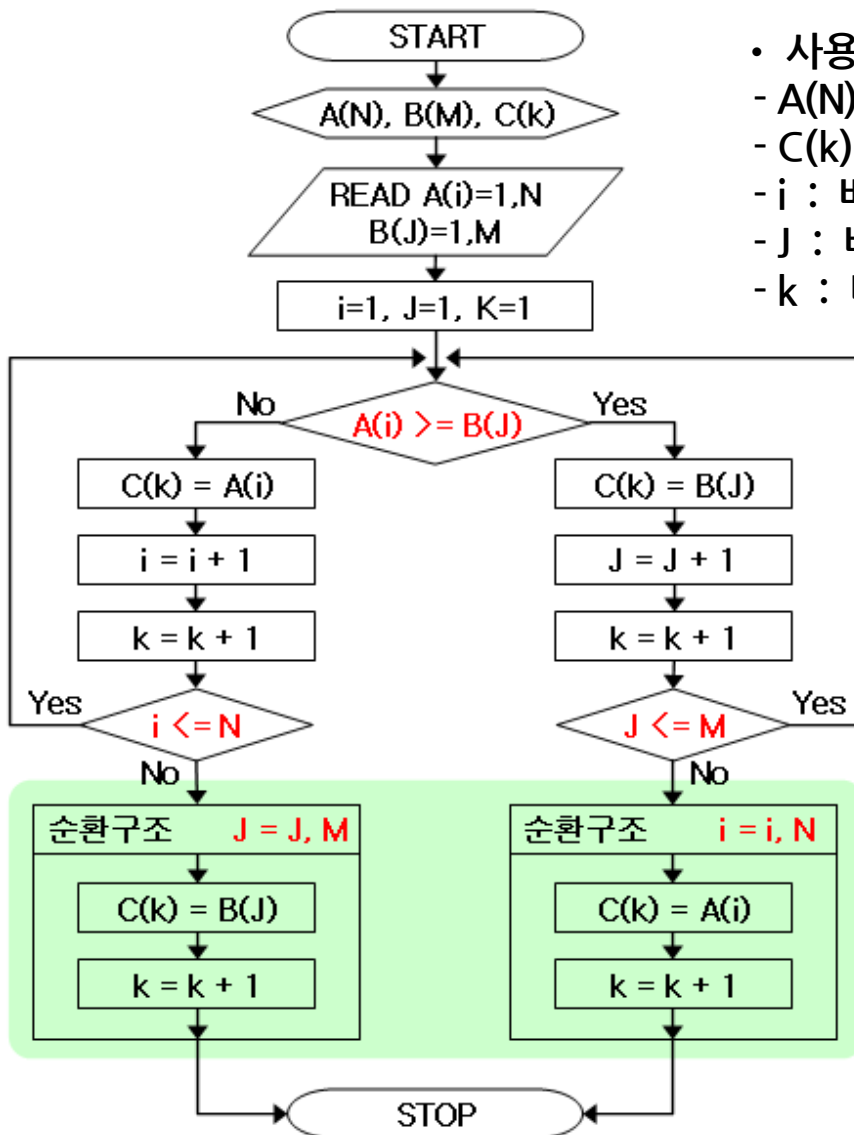 START
A(N), B(M), C(k)
READ A(i)=1,N
B(J)=1,M
i=1, J=1, K=1
A(i) >= B(J)
No
Yes
C(k) = A(i)
i = i + 1
k = k + 1
Yes
i <= N
No
C(k) = B(J)
J = J + 1
k = k + 1
J <= M
Yes
No
순환구조 J = J, M
C(k) = B(J)
k = k + 1
순환구조 i = i, N
C(k) = A(i)
k = k + 1
STOP
• 사용
- A(N)
- C(k)
- i :
- J :
- k :